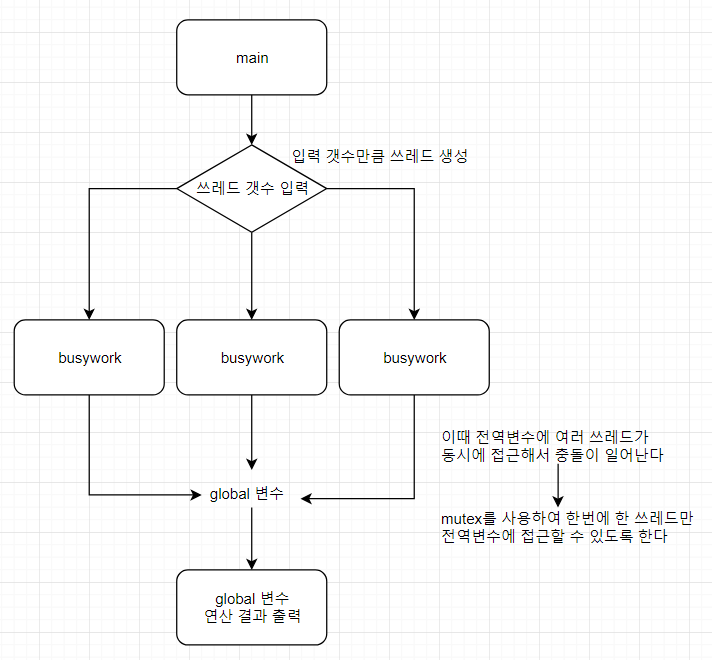 main
입력 갯수만큼 쓰레드 생성
쓰레드 갯수 입력
busywork
busywork
busywork
이때 전역변수에 여러 쓰레드가
동시에 접근해서 충돌이 일어난다
global 변수
mutex를 사용하여 한번에 한 쓰레드만
전역변수에 접근할 수 있도록 한다
global 변수
연산 결과 출력